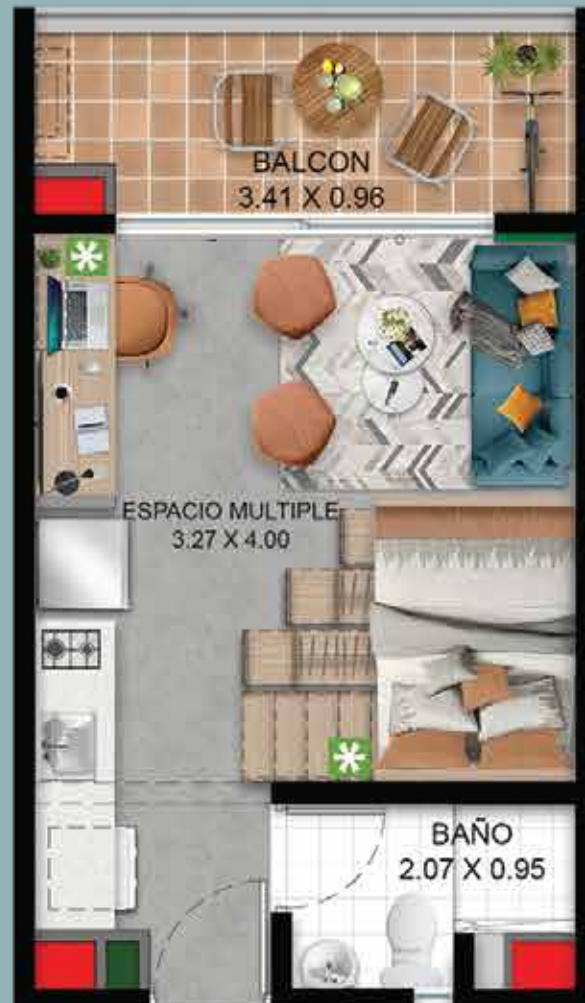 BALCON
3.41 X 0.96
ESPACIO MULTIPLE
3.27 X 4.00
BAÑO
2.07 X 0.95